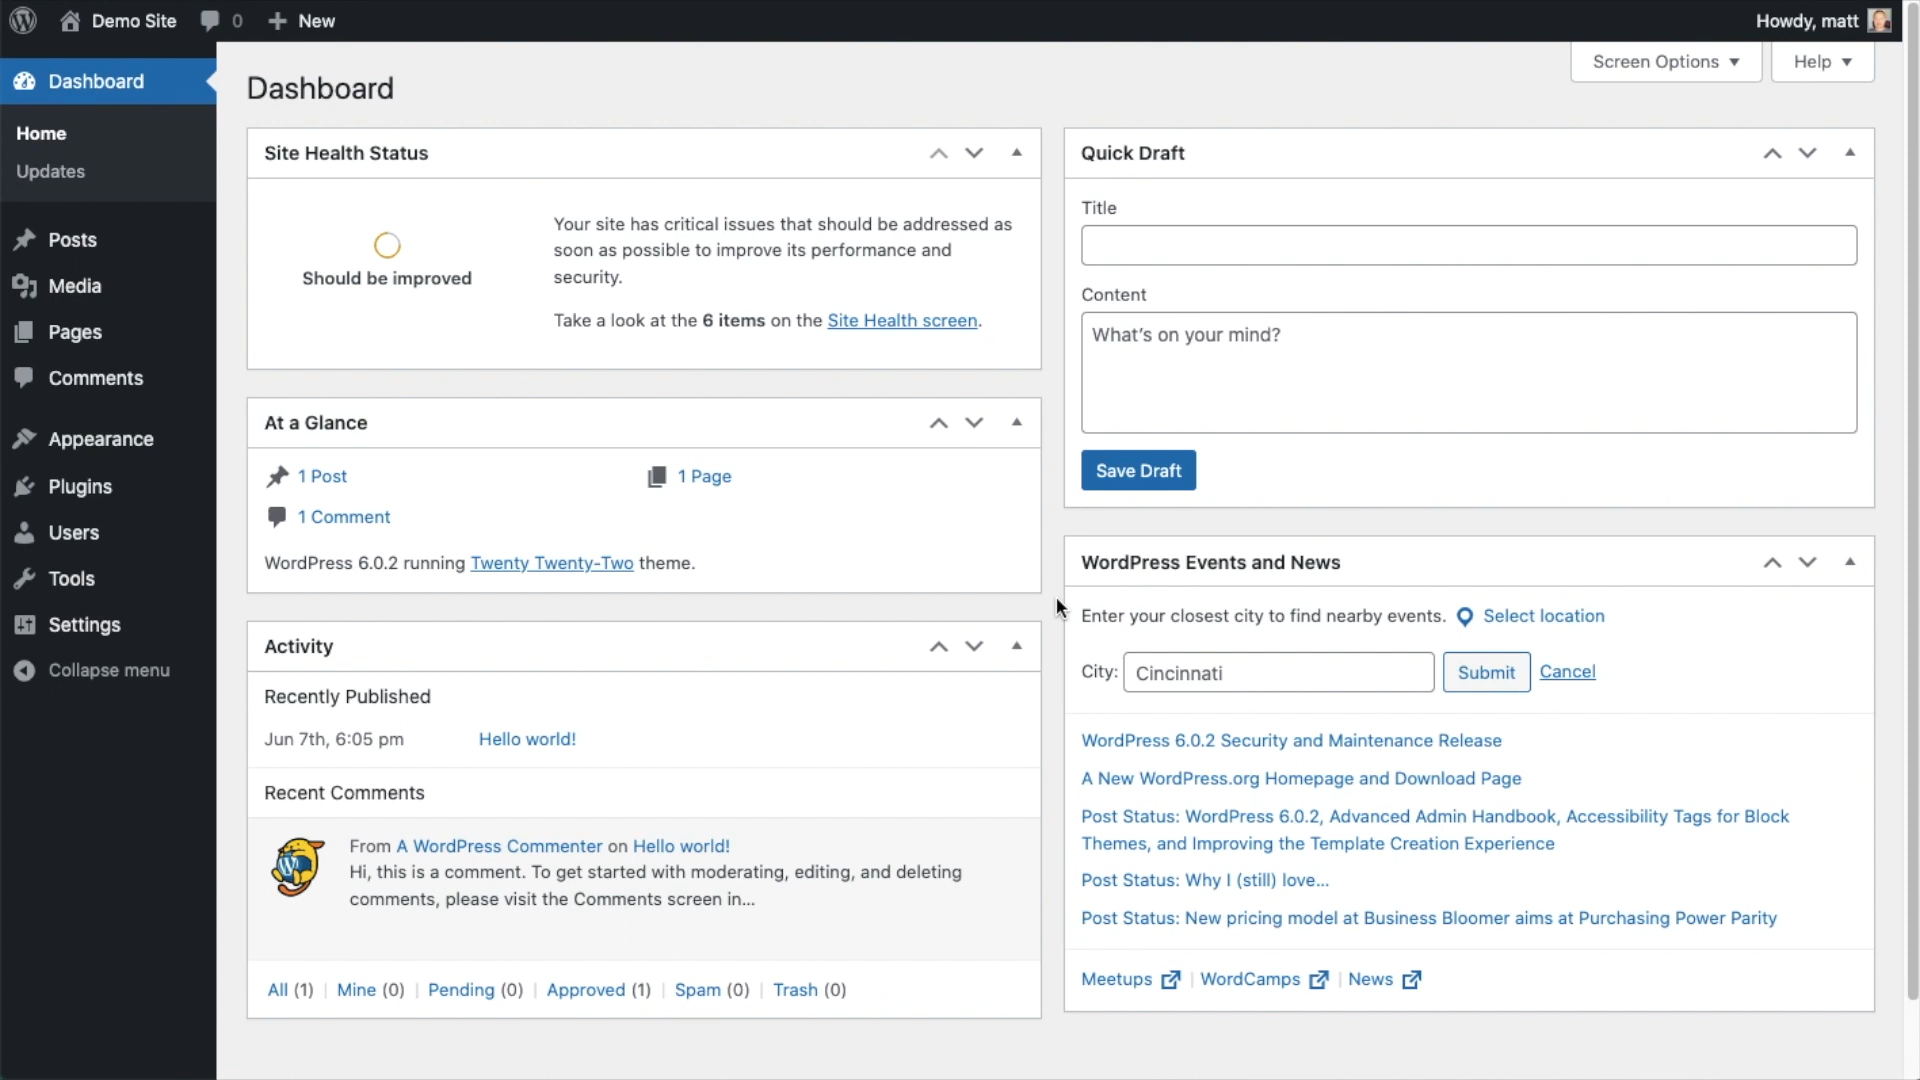 Demo Site 0 New Howdy, matt
Screen Options Help
Dashboard
Home
Updates
Posts
Media
Pages
Comments
Appearance
Plugins
Users
Tools
Settings
Collapse menu
Dashboard
Site Health Status
Should be improved
Your site has critical issues that should be addressed as
soon as possible to improve its performance and
security.
Take a look at the 6 items on the Site Health screen.
At a Glance
1 Post 1 Page
1 Comment
WordPress 6.0.2 running Twenty Twenty-Two theme.
Activity
Recently Published
Jun 7th, 6:05 pm Hello world!
Recent Comments
From A WordPress Commenter on Hello world!
Hi, this is a comment. To get started with moderating, editing, and deleting
comments, please visit the Comments screen in...
All (1) | Mine (0) | Pending (0) | Approved (1) | Spam (0) | Trash (0)
Quick Draft
Title
Content
What's on your mind?
Save Draft
WordPress Events and News
Enter your closest city to find nearby events. Select location
City: Cincinnati Submit Cancel
WordPress 6.0.2 Security and Maintenance Release
A New WordPress.org Homepage and Download Page
Post Status: WordPress 6.0.2, Advanced Admin Handbook, Accessibility Tags for Block
Themes, and Improving the Template Creation Experience
Post Status: Why I (still) love...
Post Status: New pricing model at Business Bloomer aims at Purchasing Power Parity
Meetups | WordCamps | News